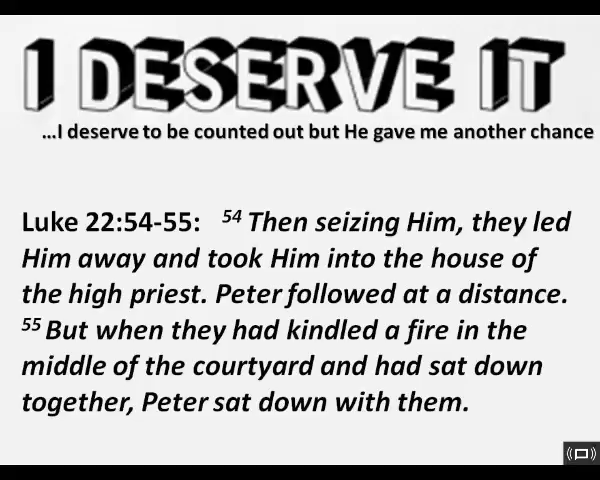 I DESERVE IT
...I deserve to be counted out but He gave me another chance
Luke 22:54-55: 54 Then seizing Him, they led
Him away and took Him into the house of
the high priest. Peter followed at a distance.
55 But when they had kindled a fire in the
middle of the courtyard and had sat down
together, Peter sat down with them.